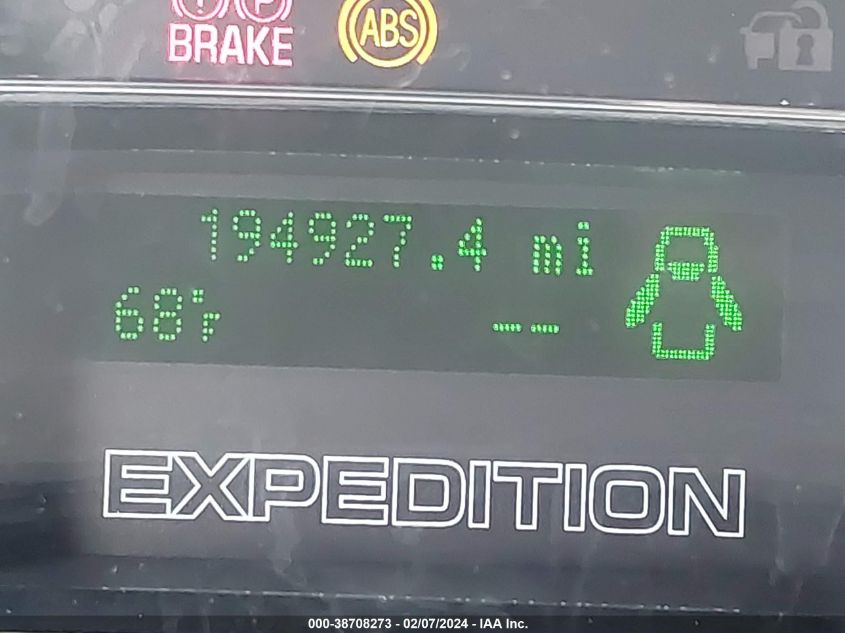 BRAKE
ABS
194927.4 mi
68°F
--
EXPEDITION
000-38708273 - 02/07/2024 - IAA Inc.